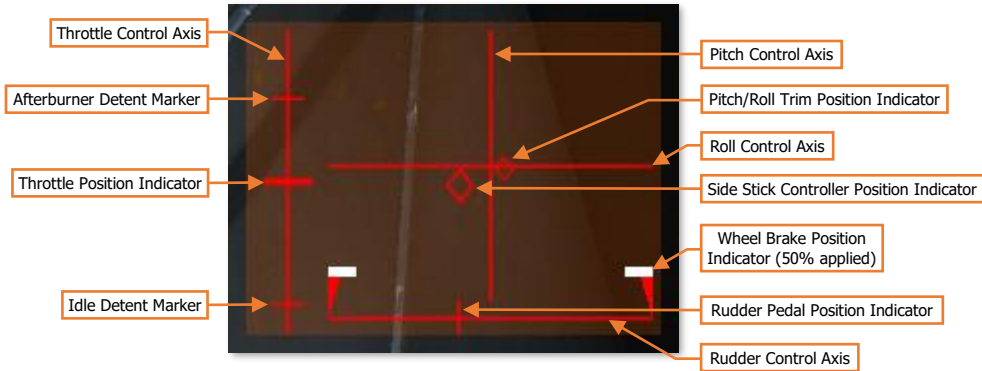 Throttle Control Axis
Afterburner Detent Marker
Throttle Position Indicator
Idle Detent Marker
Pitch Control Axis
Pitch/Roll Trim Position Indicator
Roll Control Axis
Side Stick Controller Position Indicator
Wheel Brake Position
Indicator (50% applied)
Rudder Pedal Position Indicator
Rudder Control Axis